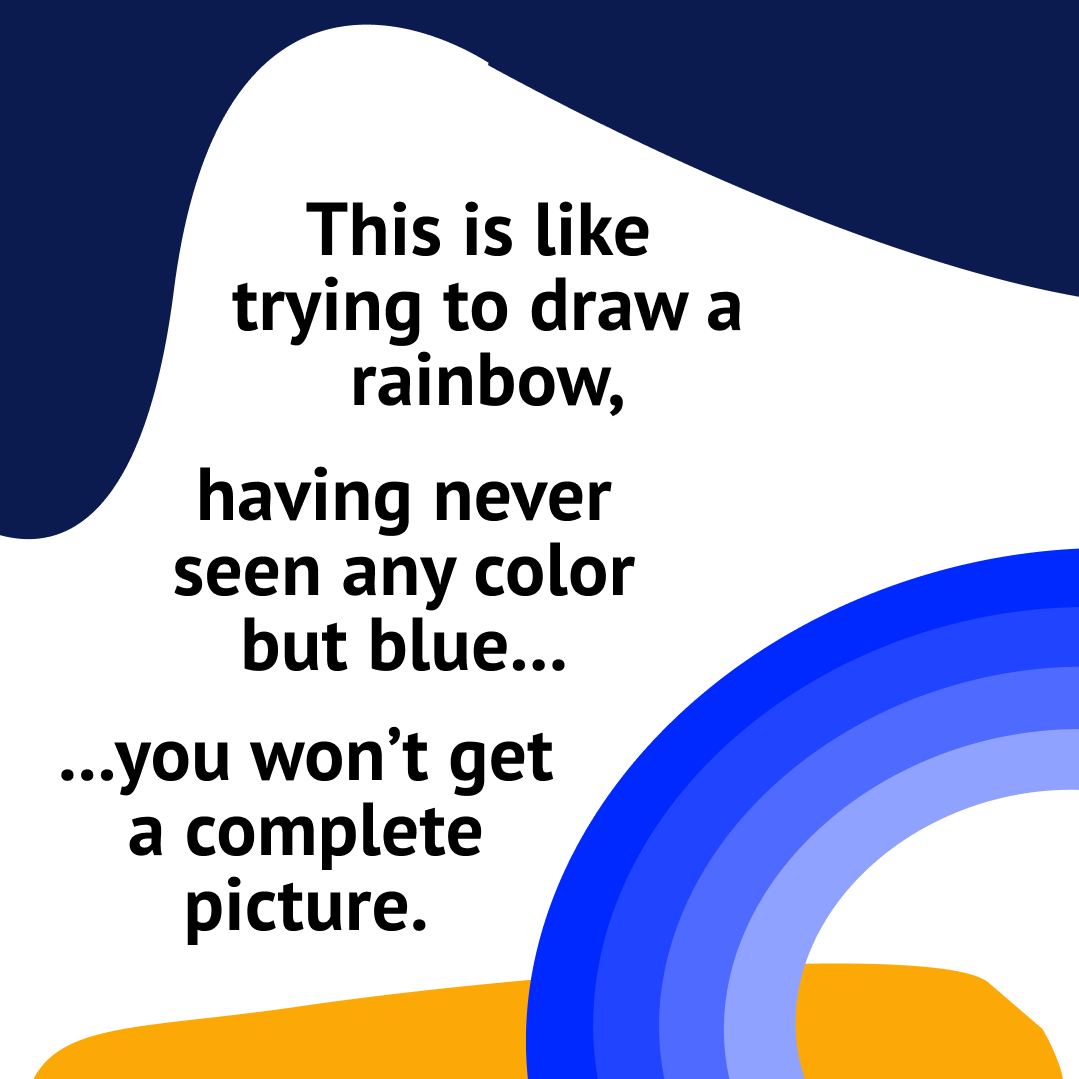 This is like
trying to draw a
rainbow,
having never
seen any color
but blue...
...you won’t get
a complete
picture.